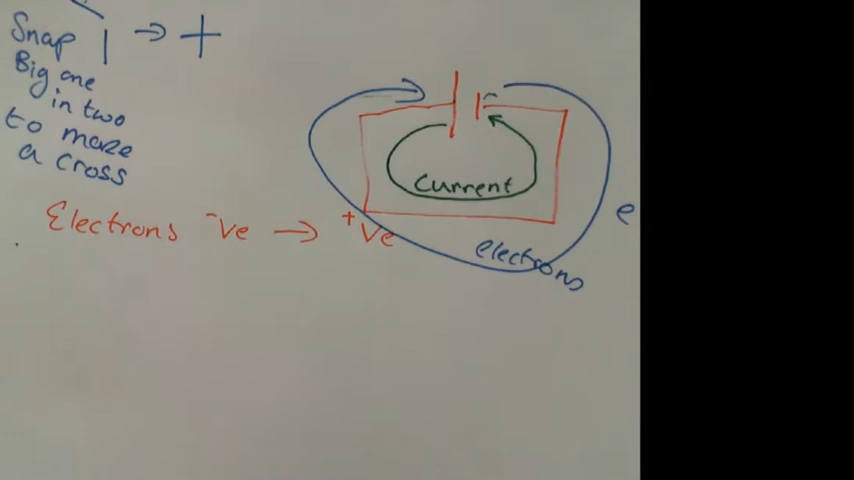 Snap | → +
Big one
in two
to make
a cross
Current
Electrons -ve → +ve
electrons
e